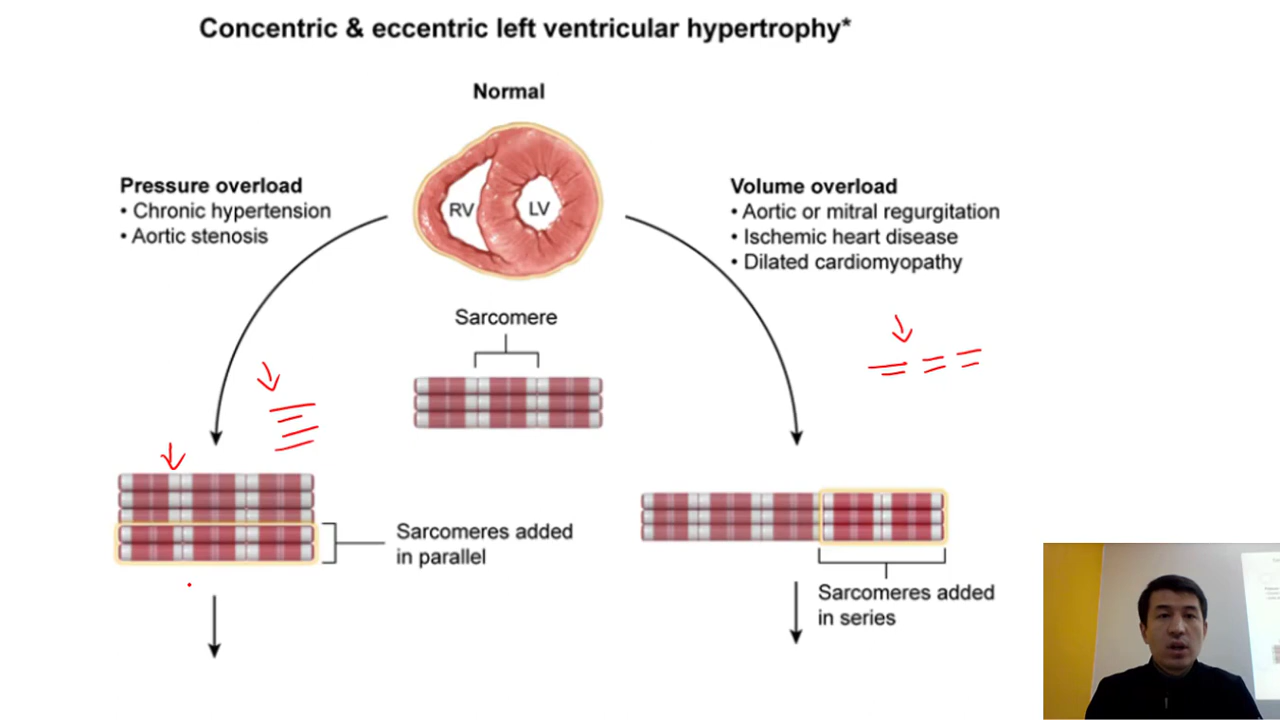 Concentric & eccentric left ventricular hypertrophy*
Normal
Pressure overload
• Chronic hypertension
• Aortic stenosis
RV
LV
Volume overload
• Aortic or mitral regurgitation
• Ischemic heart disease
• Dilated cardiomyopathy
Sarcomere
Sarcomeres added
in parallel
Sarcomeres added
in series